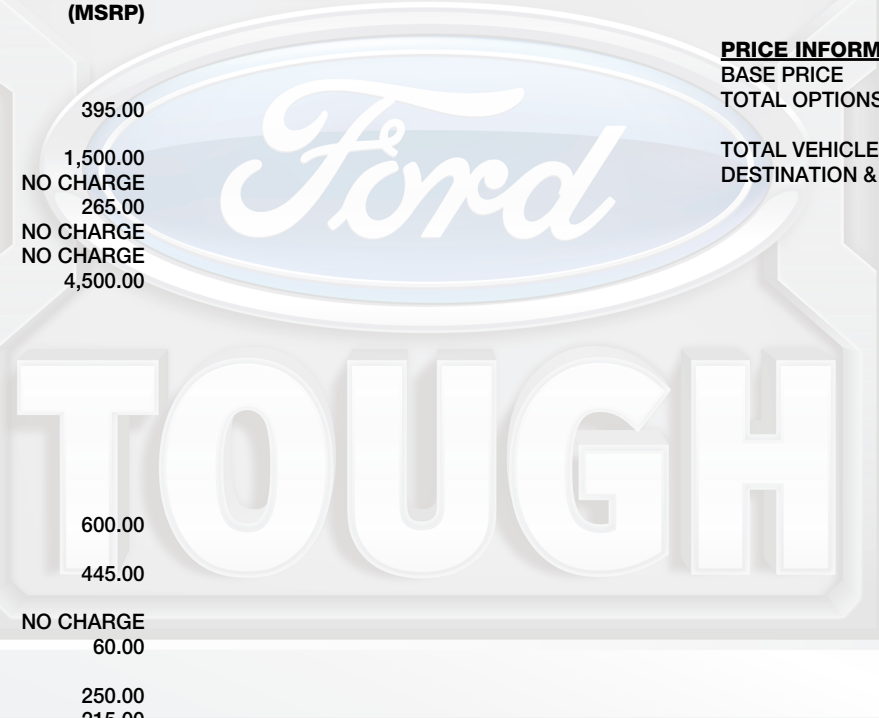 (MSRP)
395.00
1,500.00
NO CHARGE
265.00
NO CHARGE
NO CHARGE
4,500.00
600.00
445.00
NO CHARGE
60.00
250.00
215.00
PRICE INFORM
BASE PRICE
TOTAL OPTIONS
TOTAL VEHICLE
DESTINATION &
Ford
TOUGH